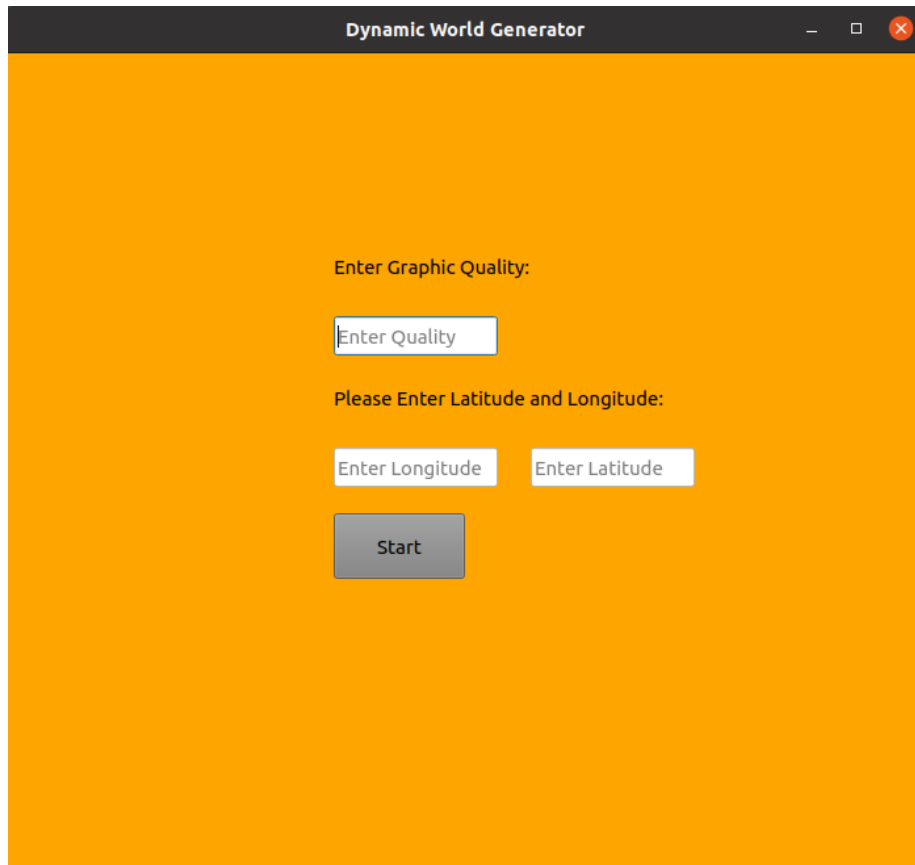 Dynamic World Generator
Enter Graphic Quality:
Enter Quality
Please Enter Latitude and Longitude:
Enter Longitude Enter Latitude
Start